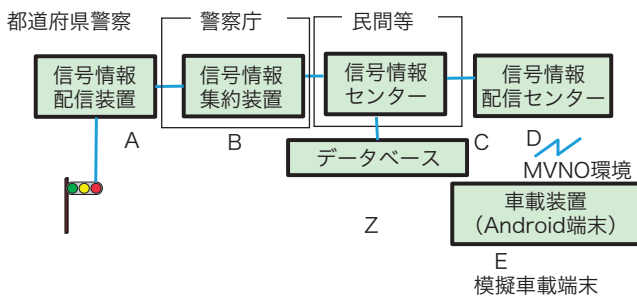 都道府県警察
警察庁
民間等
信号情報
配信装置
信号情報
集約装置
信号情報
センター
信号情報
配信センター
A
B
C
D
データベース
MVNO環境
車載装置
（Android端末）
Z
E
模擬車載端末